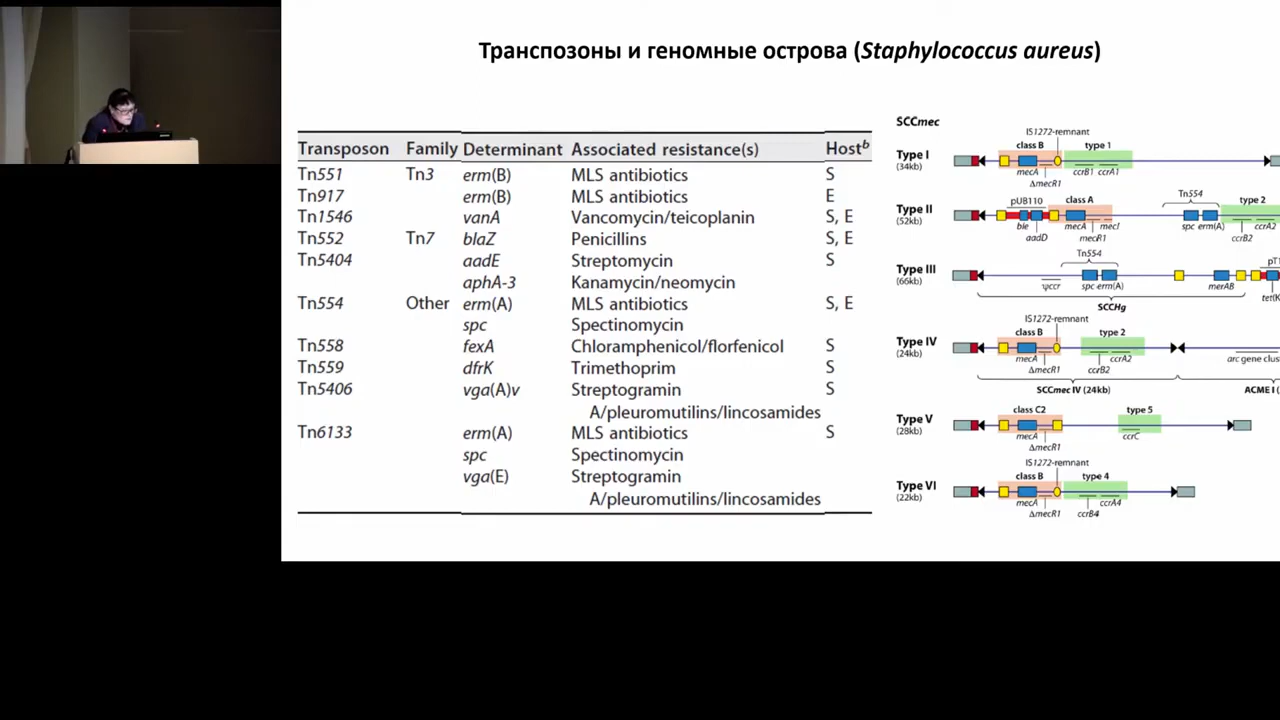 Транспозоны и геномные острова (Staphylococcus aureus)
Transposon Family Determinant Associated resistance(s) Host^b
Tn551 Tn3 erm(B) MLS antibiotics S
Tn917 erm(B) MLS antibiotics E
Tn1546 vanA Vancomycin/teicoplanin S, E
Tn552 Tn7 blaZ Penicillins S, E
Tn5404 aadE Streptomycin S
aphA-3 Kanamycin/neomycin
Tn554 Other erm(A) MLS antibiotics S, E
spc Spectinomycin
Tn558 fexA Chloramphenicol/florfenicol S
Tn559 dfrK Trimethoprim S
Tn5406 vga(A)v Streptogramin S
A/pleuromutilins/lincosamides
Tn6133 erm(A) MLS antibiotics S
spc Spectinomycin
vga(E) Streptogramin
A/pleuromutilins/lincosamides
SCCmec
IS1272-remnant
class B type 1
Type I
(34kb)
mecA ccrB1 ccrA1
ΔmecR1
Tn554
pUB110 class A type 2
Type II
(52kb)
ble mecA mecI spc erm(A) ccrA2
aadD mecR1 ccrB2
Tn554
pT1
Type III
(66kb)
ψccr spc erm(A) merAB
tet(K
SCCHg
IS1272-remnant
class B type 2
Type IV
(24kb)
mecA ccrA2 arc gene clus
ΔmecR1 ccrB2
SCCmec IV (24kb) ACME I (
class C2 type 5
Type V
(28kb)
mecA ccrC
ΔmecR1
IS1272-remnant
class B type 4
Type VI
(22kb)
mecA ccrA4
ΔmecR1 ccrB4